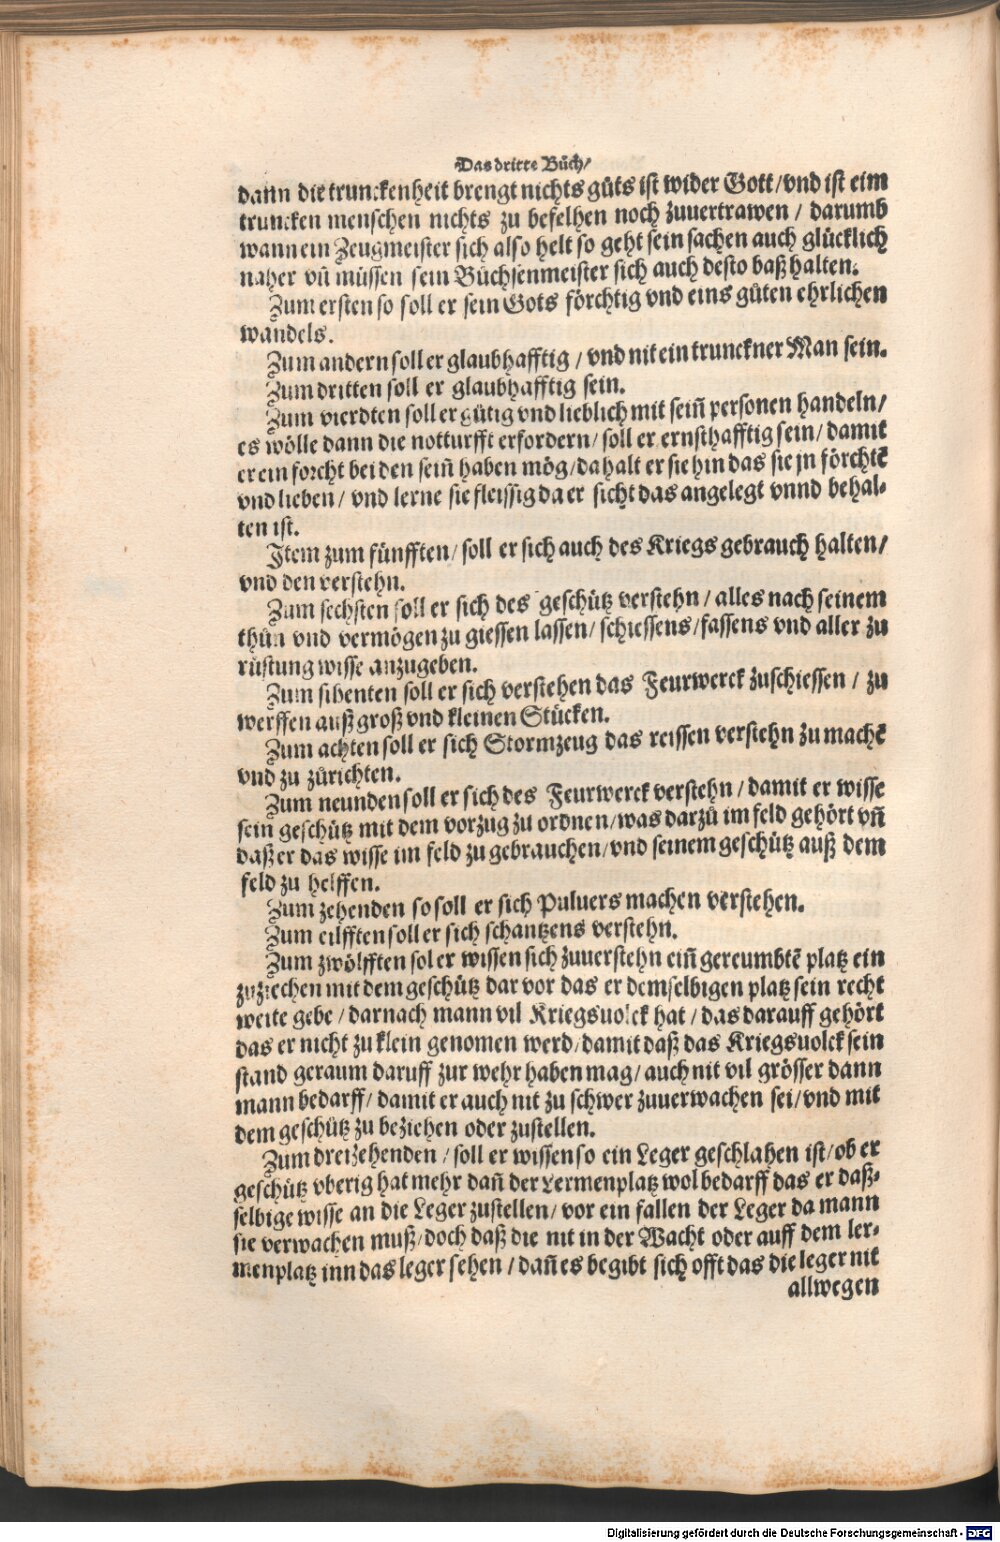 Das dritte Bůch/
dann die trunckenheit brengt nichts gůts ist wider Gott/vnd ist eim
truncken menschen nichts zu befelhen noch zuuertrawen / darumb
wann ein Zeugmeister sich also helt so geht sein sachen auch glücklich
naher vñ müssen sein Büchsenmeister sich auch desto baß halten.
Zum ersten so soll er sein Gots förchtig vnd eins gůten ehrlichen
wandels.
Zum andern soll er glaubhafftig / vnd nit ein trunckner Man sein.
Zum dritten soll er glaubhafftig sein.
Zum vierdten soll er gütig vnd lieblich mit seiñ personen handeln/
es wölle dann die notturfft erfordern/ soll er ernsthafftig sein/ damit
er ein forcht bei den seiñ haben mög/ da halt er sie hin das sie jn förchtẽ
vnd lieben/ vnd lerne sie fleissig da er sicht das angelegt vnnd behal-
ten ist.
Item zum fünfften/ soll er sich auch des Kriegs gebrauch halten/
vnd den verstehn.
Zum sechsten soll er sich des geschütz verstehn / alles nach seinem
thůn vnd vermögen zu giessen lassen/ schiessens/ fassens vnd aller zu
rüstung wisse anzugeben.
Zum sibenten soll er sich verstehen das Feurwerck zuschiessen / zu
werffen auß groß vnd kleinen Stücken.
Zum achten soll er sich Stormzeug das reissen verstehn zu machẽ
vnd zu zůrichten.
Zum neunden soll er sich des Feurwerck verstehn / damit er wisse
sein geschütz mit dem vorzug zu ordnen/was darzů im feld gehört vñ
daß er das wisse im feld zu gebrauchen/vnd seinem geschütz auß dem
feld zu helffen.
Zum zehenden so soll er sich Puluers machen verstehen.
Zum eilfften soll er sich schantzens verstehn.
Zum zwölfften sol er wissen sich zuuerstehn eiñ gereumbtẽ platz ein
zuziechen mit dem geschütz dar vor das er demselbigen platz sein recht
weite gebe / darnach mann vil Kriegsuolck hat / das darauff gehört
das er nicht zu klein genomen werd/ damit daß das Kriegsuolck sein
stand geraum daruff zur wehr haben mag/ auch nit vil grösser dann
mann bedarff/ damit er auch nit zu schwer zuuerwachen sei/vnd mit
dem geschütz zu beziehen oder zustellen.
Zum dreizehenden / soll er wissen so ein Leger geschlahen ist/ob er
geschütz vberig hat mehr dañ der Lermenplatz wol bedarff das er daß-
selbige wisse an die Leger zustellen/ vor ein fallen der Leger da mann
sie verwachen muß/doch daß die nit in der Wacht oder auff dem ler-
menplatz inn das leger sehen / dañ es begibt sich offt das die leger nit
allwegen
Digitalisierung gefördert durch die Deutsche Forschungsgemeinschaft - DFG